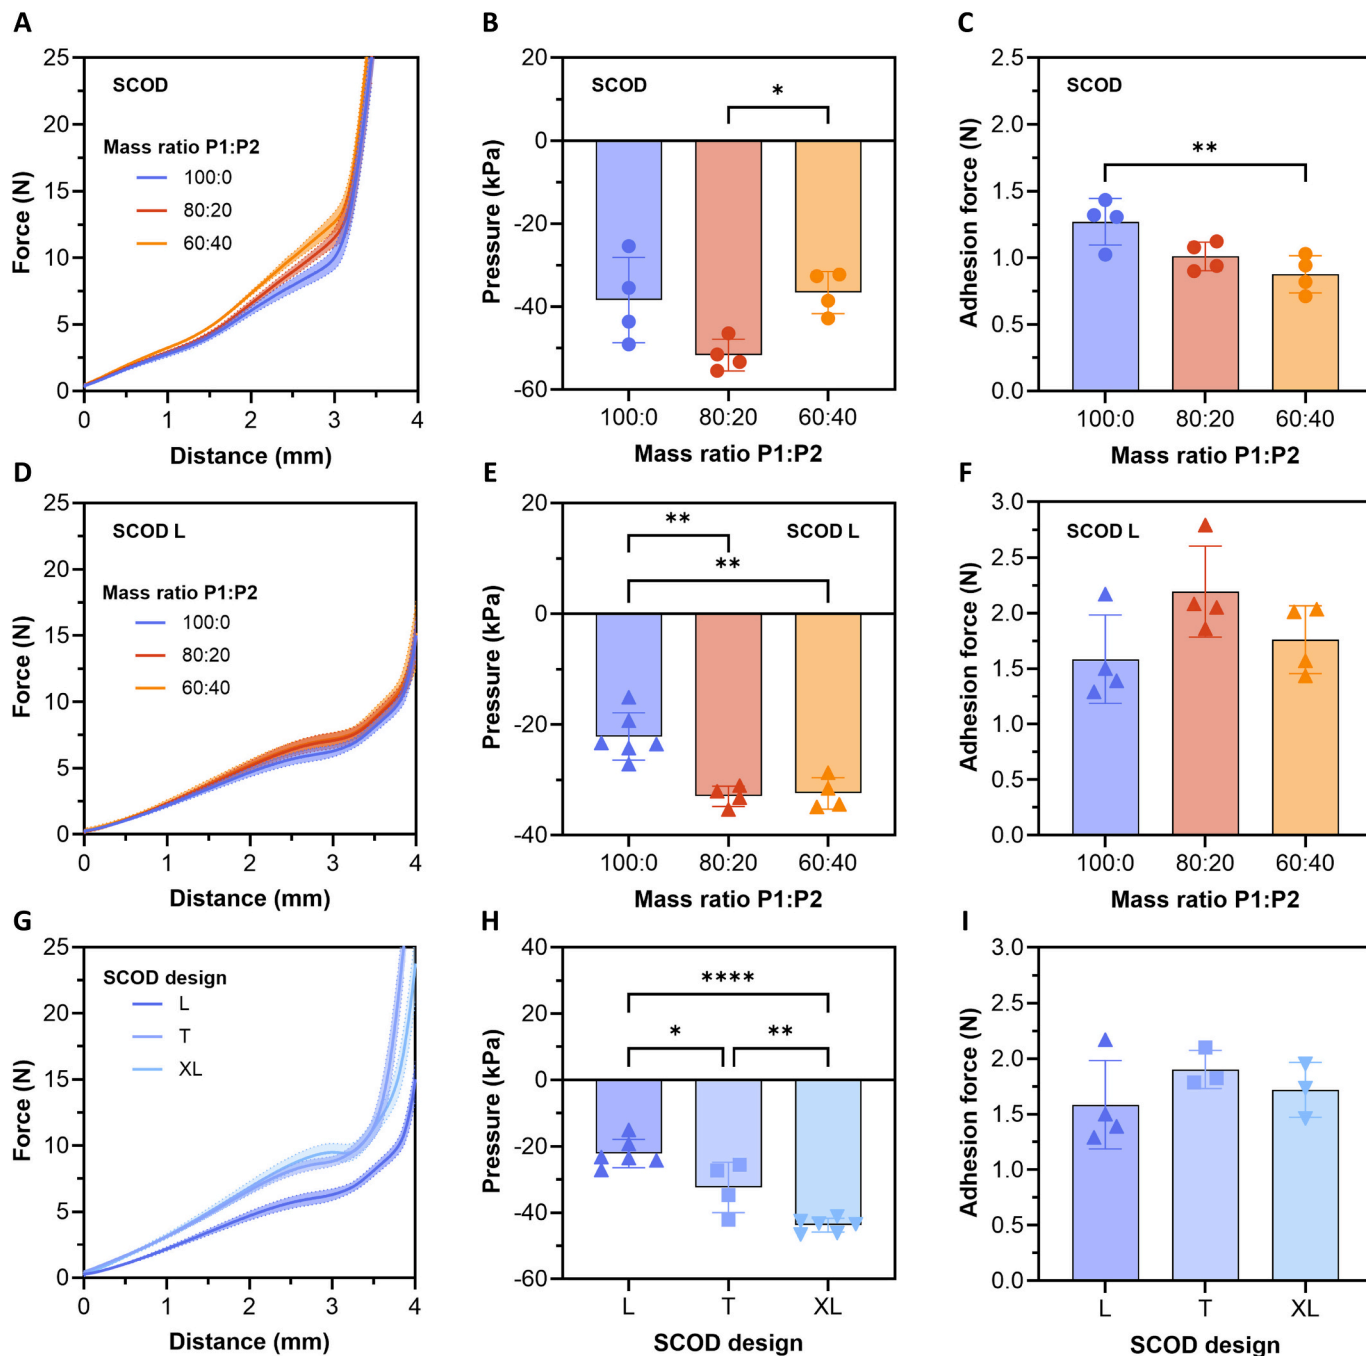 A
SCOD
Mass ratio P1:P2
100:0
80:20
60:40
Force (N)
25
20
15
10
5
0
0 1 2 3 4
Distance (mm)
B
SCOD
*
Pressure (kPa)
20
0
-20
-40
-60
100:0 80:20 60:40
Mass ratio P1:P2
C
SCOD
**
Adhesion force (N)
2.5
2.0
1.5
1.0
0.5
0.0
100:0 80:20 60:40
Mass ratio P1:P2
D
SCOD L
Mass ratio P1:P2
100:0
80:20
60:40
Force (N)
25
20
15
10
5
0
0 1 2 3 4
Distance (mm)
E
SCOD L
**
**
Pressure (kPa)
20
0
-20
-40
100:0 80:20 60:40
Mass ratio P1:P2
F
SCOD L
Adhesion force (N)
3.0
2.5
2.0
1.5
1.0
0.5
0.0
100:0 80:20 60:40
Mass ratio P1:P2
G
SCOD design
L
T
XL
Force (N)
25
20
15
10
5
0
0 1 2 3 4
Distance (mm)
H
****
* **
Pressure (kPa)
40
20
0
-20
-40
-60
L T XL
SCOD design
I
Adhesion force (N)
3.0
2.5
2.0
1.5
1.0
0.5
0.0
L T XL
SCOD design